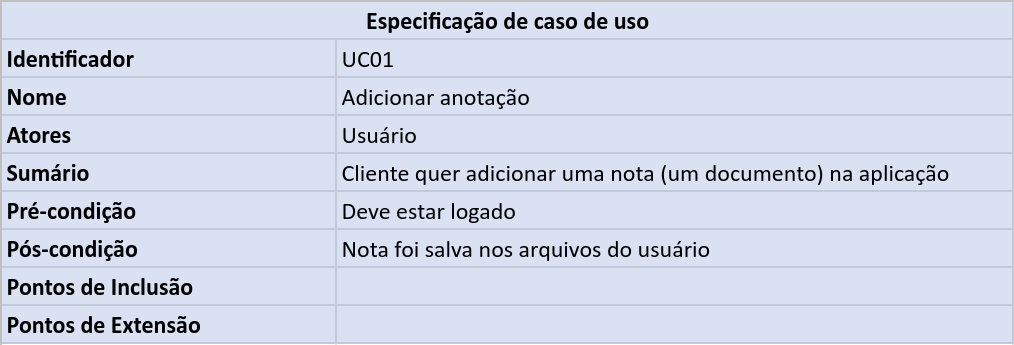 Especificação de caso de uso
Identificador UC01
Nome Adicionar anotação
Atores Usuário
Sumário Cliente quer adicionar uma nota (um documento) na aplicação
Pré-condição Deve estar logado
Pós-condição Nota foi salva nos arquivos do usuário
Pontos de Inclusão
Pontos de Extensão